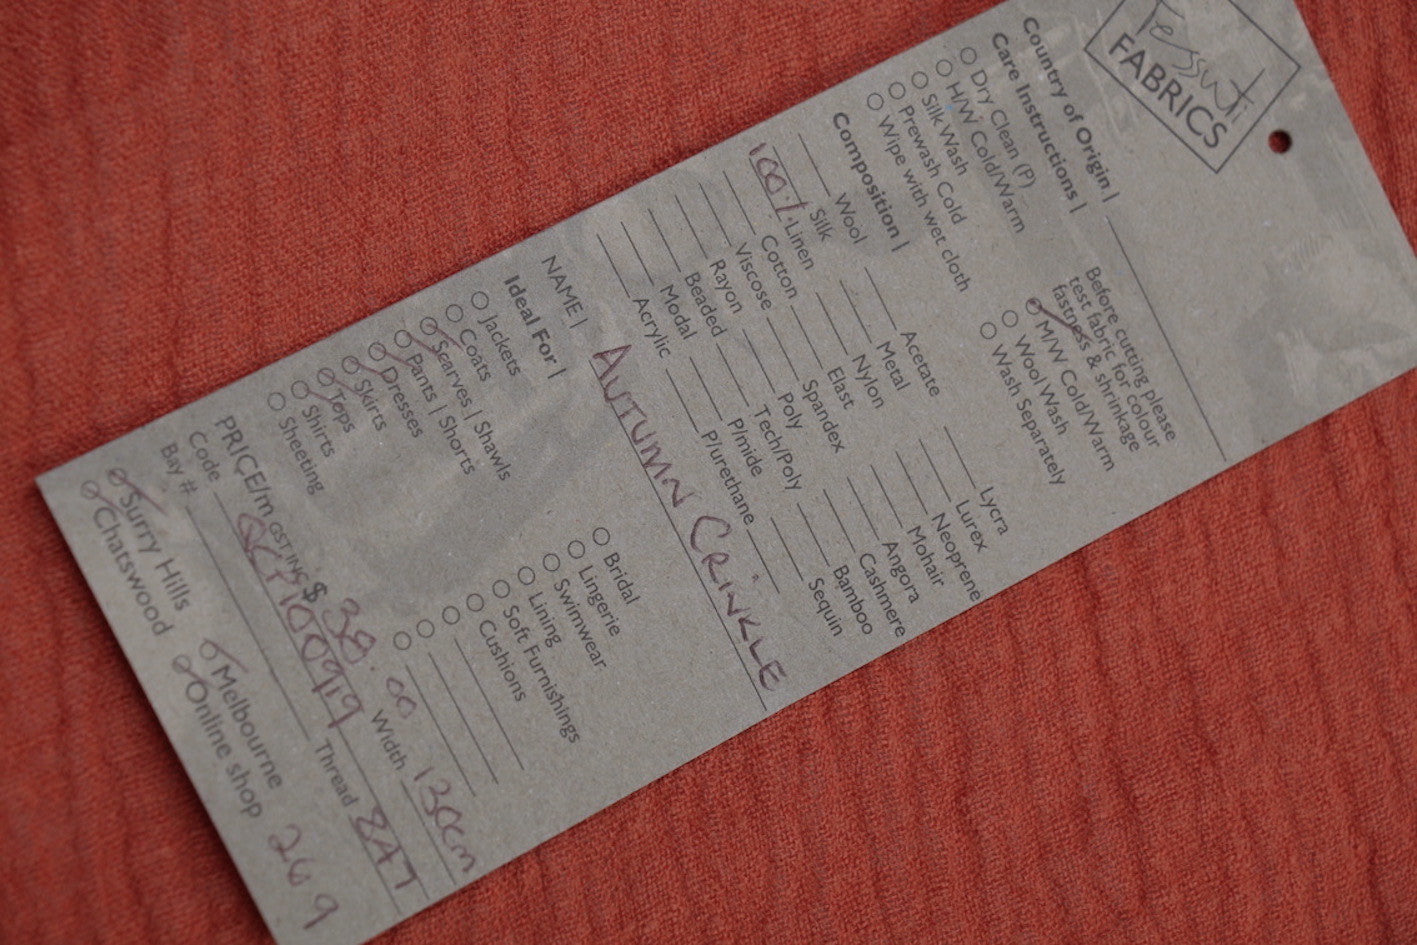 Tessuti
FABRICS
Country of Origin |
Care Instructions |
Dry Clean (P)
H/W Cold/Warm
Silk Wash
Prewash Cold
Wipe with wet cloth
Before cutting please
test fabric for colour
fastness & shrinkage
M/W Cold/Warm
Wool Wash
Wash Separately
Composition |
Wool Acetate Lycra
Silk Metal Lurex
100% Linen Nylon Neoprene
Cotton Elast Mohair
Viscose Spandex Angora
Rayon Poly Cashmere
Beaded Tech/Poly Bamboo
Modal P/mide Sequin
Acrylic P/urethane
NAME | AUTUMN CRINKLE
Ideal For |
Jackets
Coats
Scarves | Shawls
Pants | Shorts
Dresses
Skirts
Tops
Shirts
Sheeting
Bridal
Lingerie
Swimwear
Lining
Soft Furnishings
Cushions
PRICE/m GST INC $ 38.00 Width 130cm
Code Thread
Bay #
Surry Hills Melbourne
Chatswood Online shop